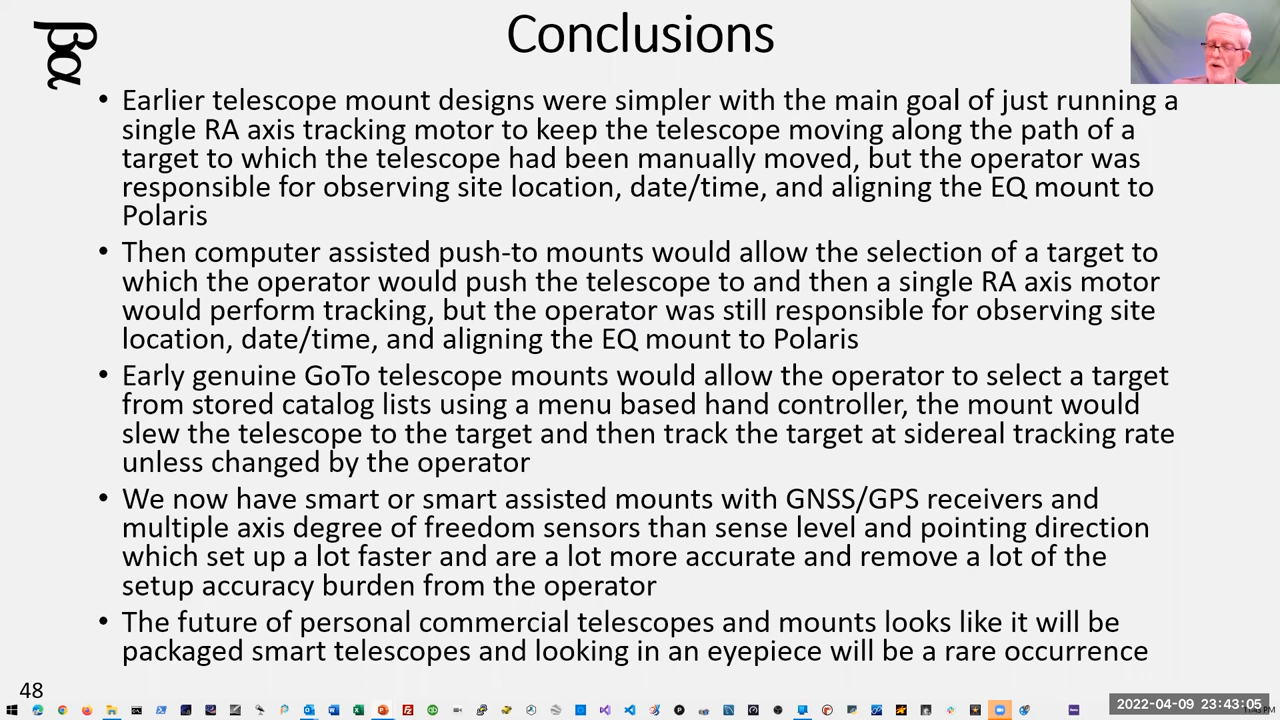 βα
Conclusions
• Earlier telescope mount designs were simpler with the main goal of just running a
single RA axis tracking motor to keep the telescope moving along the path of a
target to which the telescope had been manually moved, but the operator was
responsible for observing site location, date/time, and aligning the EQ mount to
Polaris
• Then computer assisted push-to mounts would allow the selection of a target to
which the operator would push the telescope to and then a single RA axis motor
would perform tracking, but the operator was still responsible for observing site
location, date/time, and aligning the EQ mount to Polaris
• Early genuine GoTo telescope mounts would allow the operator to select a target
from stored catalog lists using a menu based hand controller, the mount would
slew the telescope to the target and then track the target at sidereal tracking rate
unless changed by the operator
• We now have smart or smart assisted mounts with GNSS/GPS receivers and
multiple axis degree of freedom sensors than sense level and pointing direction
which set up a lot faster and are a lot more accurate and remove a lot of the
setup accuracy burden from the operator
• The future of personal commercial telescopes and mounts looks like it will be
packaged smart telescopes and looking in an eyepiece will be a rare occurrence
48
2022-04-09 23:43:05